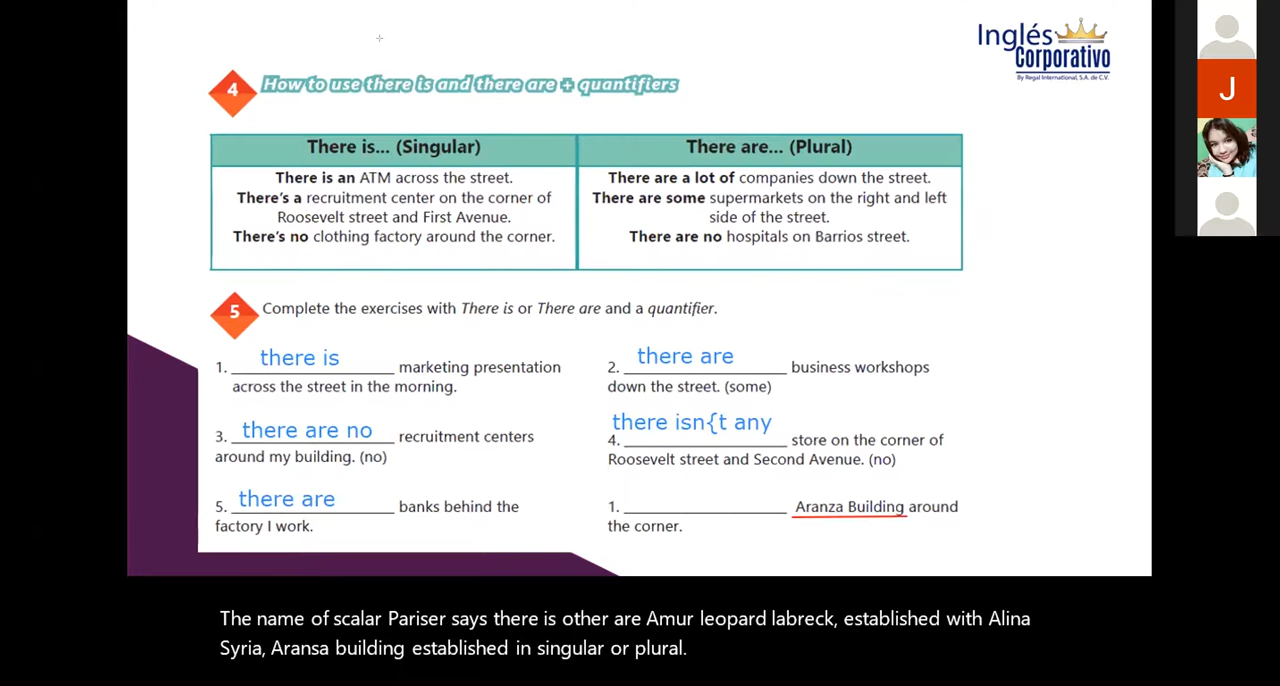 Inglés
Corporativo
By Regal International, S.A. de C.V.
4 How to use there is and there are + quantifiers
There is... (Singular)
There is an ATM across the street.
There's a recruitment center on the corner of
Roosevelt street and First Avenue.
There's no clothing factory around the corner.
There are... (Plural)
There are a lot of companies down the street.
There are some supermarkets on the right and left
side of the street.
There are no hospitals on Barrios street.
5 Complete the exercises with There is or There are and a quantifier.
1. there is marketing presentation
across the street in the morning.
2. there are business workshops
down the street. (some)
3. there are no recruitment centers
around my building. (no)
there isn{t any
4. store on the corner of
Roosevelt street and Second Avenue. (no)
5. there are banks behind the
factory I work.
1. Aranza Building around
the corner.
J
The name of scalar Pariser says there is other are Amur leopard labreck, established with Alina
Syria, Aransa building established in singular or plural.